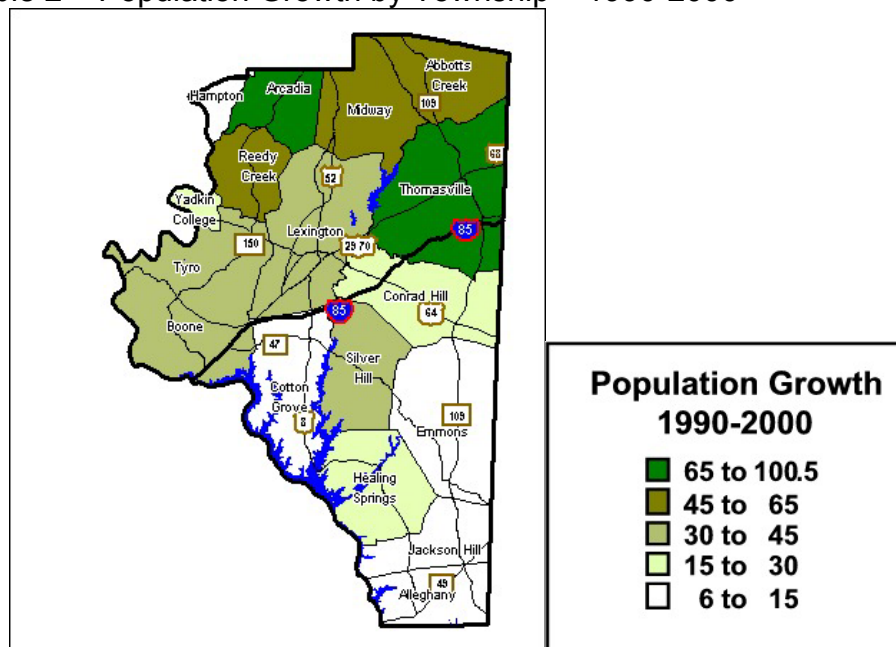 Population Growth by Township 1990-2000
Abbotts
Creek
Arcadia
Hampton
109
Midway
68
Reedy
Creek
52
Thomasville
Yadkin
College
85
Lexington
150
29 70
Tyro
Conrad Hill
85
64
Boone
47
Silver
Hill
Cotton
Grove
8
109
Emmons
Healing
Springs
Jackson Hill
49
Alleghany
Population Growth
1990-2000
65 to 100.5
45 to 65
30 to 45
15 to 30
6 to 15